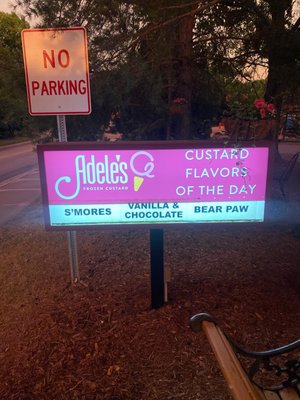 NO
PARKING
Adele's
FROZEN CUSTARD
CUSTARD
FLAVORS
OF THE DAY
S'MORES
VANILLA &
CHOCOLATE
BEAR PAW